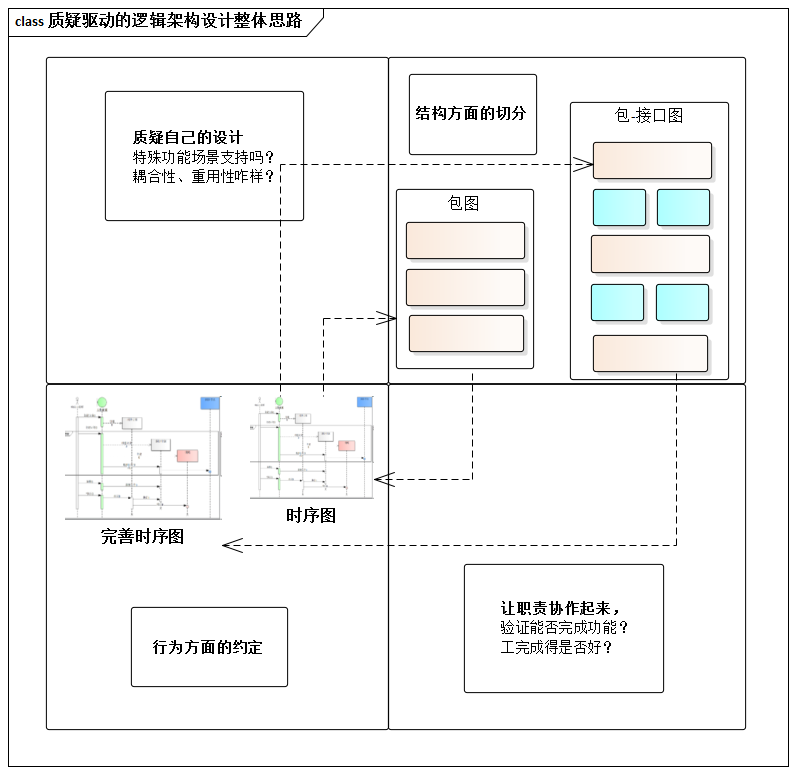 class 质疑驱动的逻辑架构设计整体思路
质疑自己的设计
特殊功能场景支持吗？
耦合性、重用性咋样？
结构方面的切分
包-接口图
包图
完善时序图
时序图
行为方面的约定
让职责协作起来，
验证能否完成功能？
工完成得是否好？